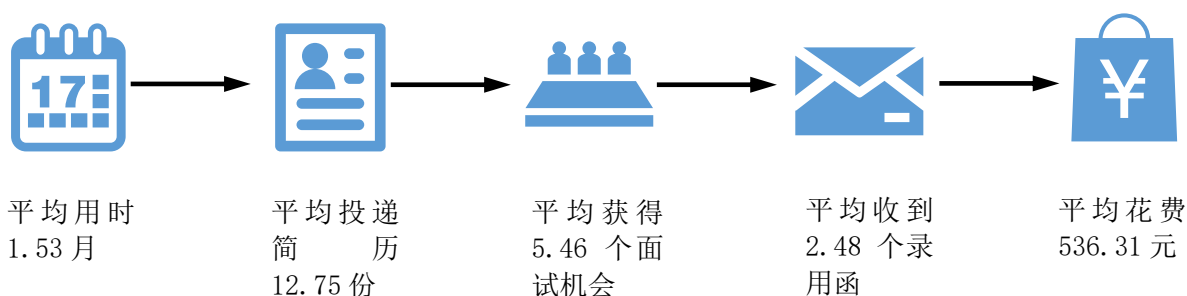 17
¥
平均用时
1.53月
平均投递
简 历
12.75份
平均获得
5.46 个面
试机会
平均收到
2.48 个录
用函
平均花费
536.31元